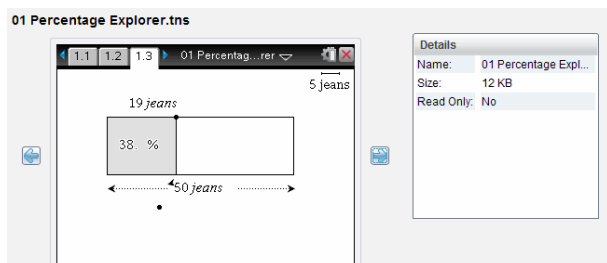 01 Percentage Explorer.tns
1.1 1.2 1.3 01 Percentag...rer
5 jeans
19 jeans
38. %
50 jeans
Details
Name: 01 Percentage Expl...
Size: 12 KB
Read Only: No